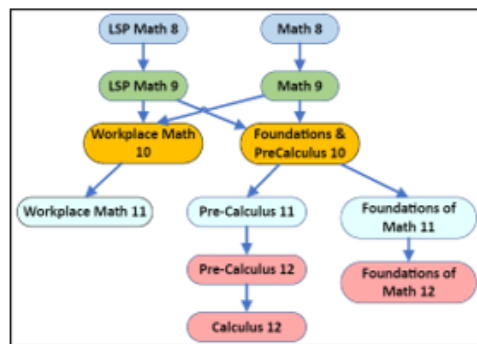 LSP Math 8
Math 8
LSP Math 9
Math 9
Workplace Math
10
Foundations &
PreCalculus 10
Workplace Math 11
Pre-Calculus 11
Foundations of
Math 11
Pre-Calculus 12
Foundations of
Math 12
Calculus 12